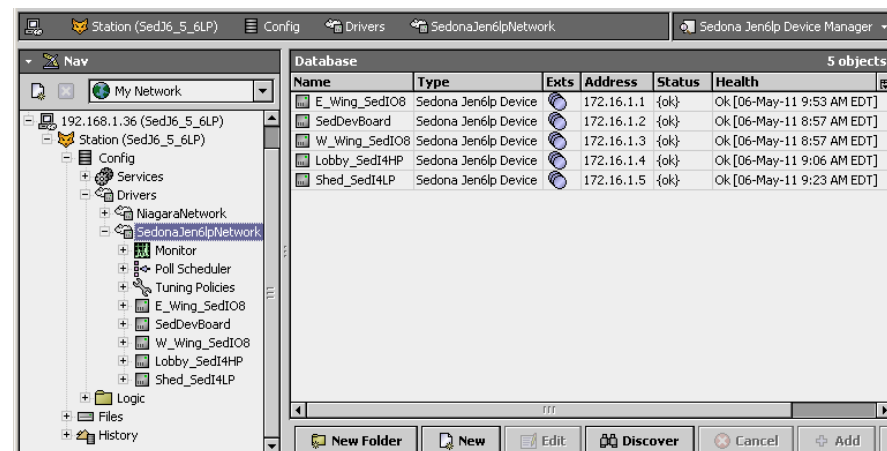 Station (SedJ6_5_6LP) Config Drivers SedonaJen6lpNetwork Sedona Jen6lp Device Manager
Nav
My Network
192.168.1.36 (SedJ6_5_6LP)
Station (SedJ6_5_6LP)
Config
Services
Drivers
NiagaraNetwork
SedonaJen6lpNetwork
Monitor
Poll Scheduler
Tuning Policies
E_Wing_SedIO8
SedDevBoard
W_Wing_SedIO8
Lobby_SedI4HP
Shed_SedI4LP
Logic
Files
History
Database 5 objects
Name Type Exts Address Status Health
E_Wing_SedIO8 Sedona Jen6lp Device 172.16.1.1 {ok} Ok [06-May-11 9:53 AM EDT]
SedDevBoard Sedona Jen6lp Device 172.16.1.2 {ok} Ok [06-May-11 8:57 AM EDT]
W_Wing_SedIO8 Sedona Jen6lp Device 172.16.1.3 {ok} Ok [06-May-11 8:57 AM EDT]
Lobby_SedI4HP Sedona Jen6lp Device 172.16.1.4 {ok} Ok [06-May-11 9:06 AM EDT]
Shed_SedI4LP Sedona Jen6lp Device 172.16.1.5 {ok} Ok [06-May-11 9:23 AM EDT]
New Folder New Edit Discover Cancel Add